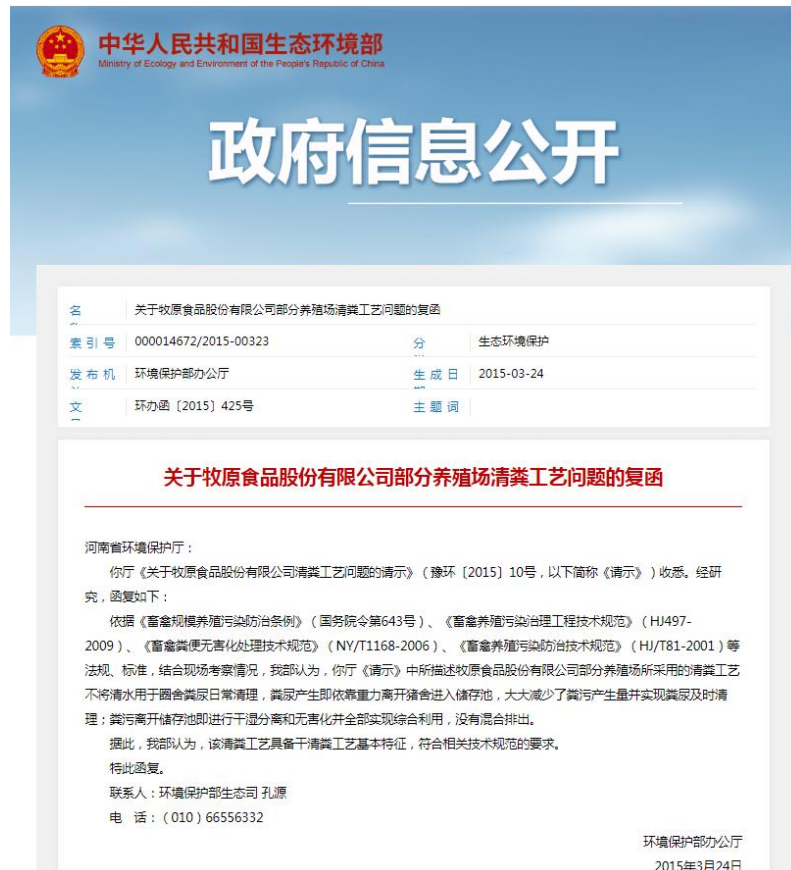 中华人民共和国生态环境部
Ministry of Ecology and Environment of the People's Republic of China
政府信息公开
名 关于牧原食品股份有限公司部分养殖场清粪工艺问题的复函
索引号 000014672/2015-00323 分 生态环境保护
发布机 环境保护部办公厅 生成日 2015-03-24
文 环办函〔2015〕425号 主题词
关于牧原食品股份有限公司部分养殖场清粪工艺问题的复函
河南省环境保护厅：
你厅《关于牧原食品股份有限公司清粪工艺问题的请示》（豫环〔2015〕10号，以下简称《请示》）收悉。经研
究，函复如下：
依据《畜禽规模养殖污染防治条例》（国务院令第643号）、《畜禽养殖污染治理工程技术规范》（HJ497-
2009）、《畜禽粪便无害化处理技术规范》（NY/T1168-2006）、《畜禽养殖污染防治技术规范》（HJ/T81-2001）等
法规、标准，结合现场考察情况，我部认为，你厅《请示》中所描述牧原食品股份有限公司部分养殖场所采用的清粪工艺
不将清水用于圈舍粪尿日常清理，粪尿产生即依靠重力离开猪舍进入储存池，大大减少了粪污产生量并实现粪尿及时清
理；粪污离开储存池即进行干湿分离和无害化并全部实现综合利用，没有混合排出。
据此，我部认为，该清粪工艺具备干清粪工艺基本特征，符合相关技术规范的要求。
特此函复。
联系人：环境保护部生态司 孔源
电 话：（010）66556332
环境保护部办公厅
2015年3月24日